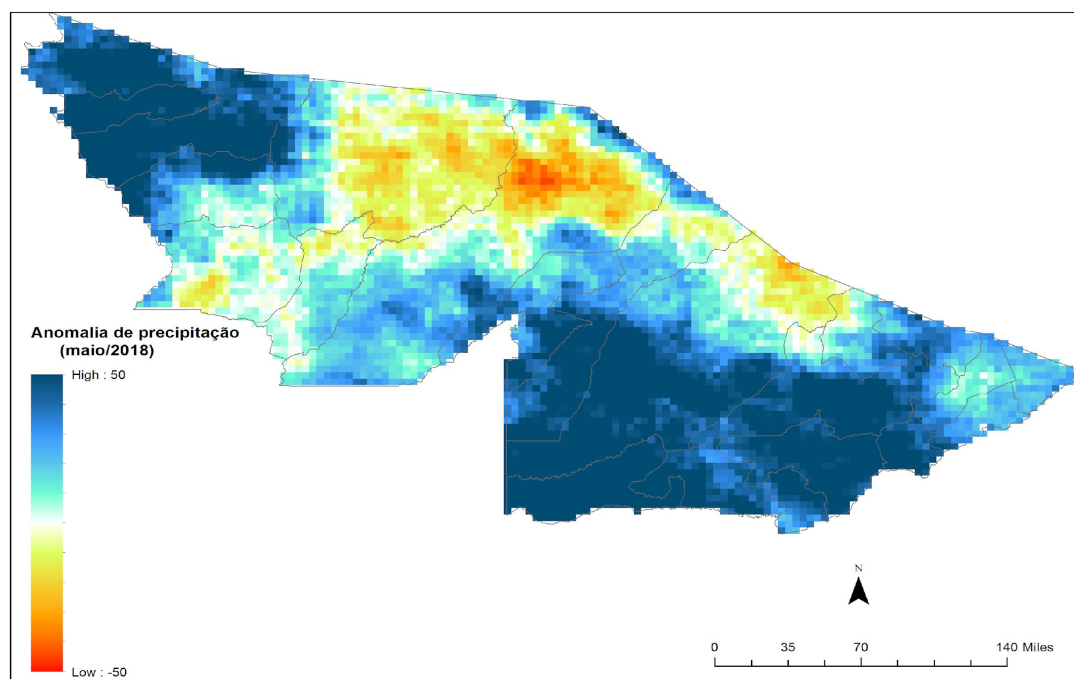 Anomalia de precipitação
(maio/2018)
High : 50
Low : -50
N
0 35 70 140 Miles